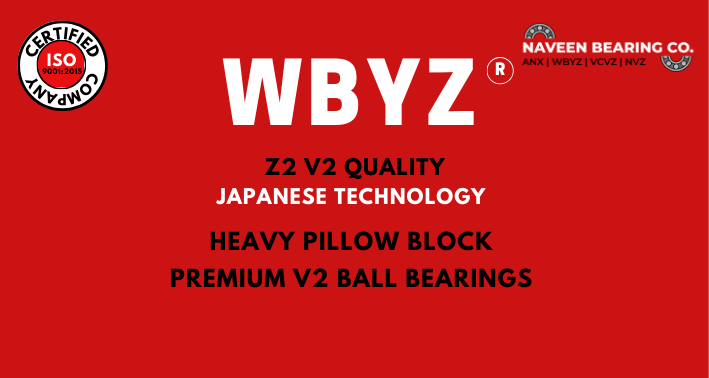 CERTIFIED
ISO
9001:2015
COMPANY
NAVEEN BEARING CO.
ANX | WBYZ | VCVZ | NVZ
WBYZ®
Z2 V2 QUALITY
JAPANESE TECHNOLOGY
HEAVY PILLOW BLOCK
PREMIUM V2 BALL BEARINGS